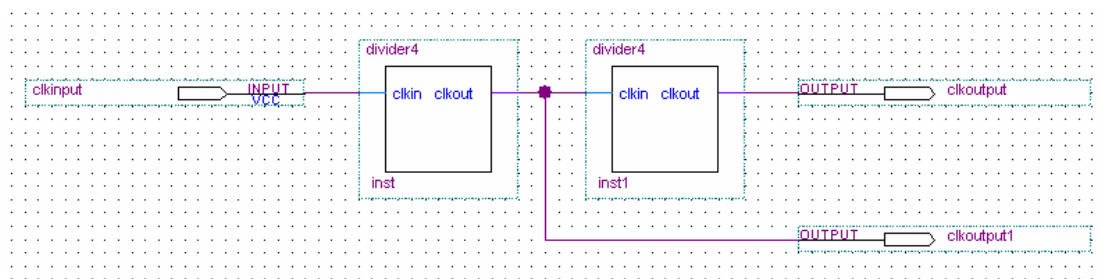 divider4
divider4
clkinput
INPUT
VCC
clkin clkout
clkin clkout
OUTPUT
clkoutput
inst
inst1
OUTPUT
clkoutput1